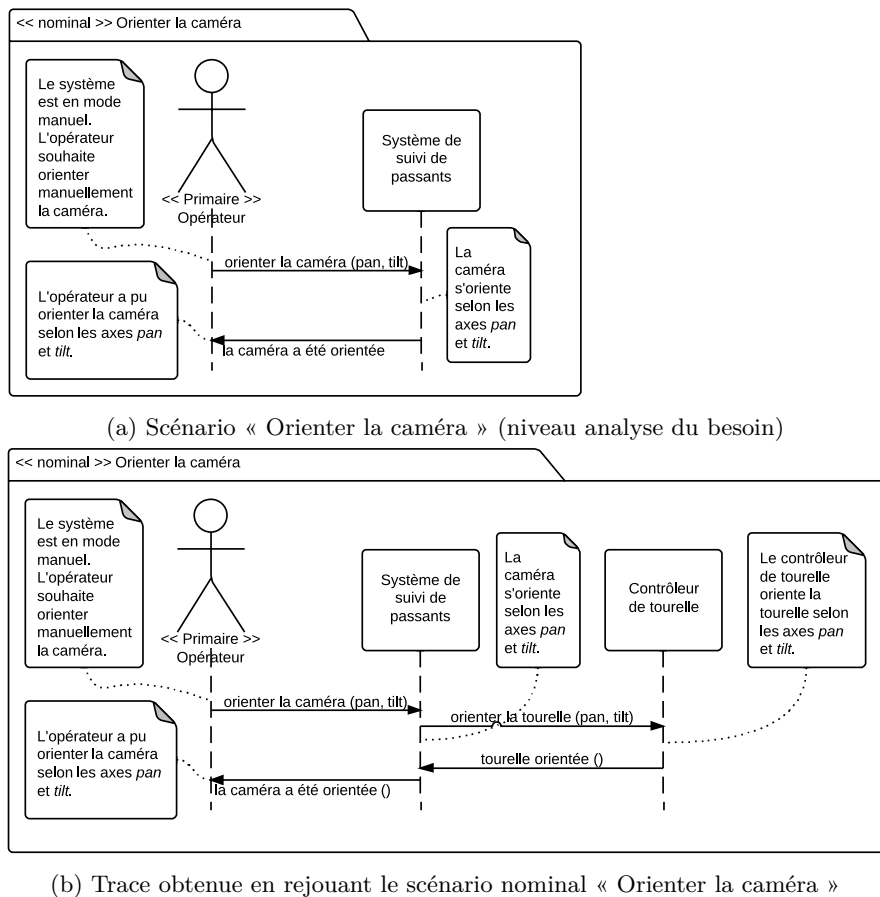 << nominal >> Orienter la caméra
Le système
est en mode
manuel.
L'opérateur
souhaite
orienter
manuellement
la caméra.
<< Primaire >>
Opérateur
Système de
suivi de
passants
orienter la caméra (pan, tilt)
La
caméra
s'oriente
selon les
axes pan
et tilt.
L'opérateur a pu
orienter la caméra
selon les axes pan
et tilt.
la caméra a été orientée
(a) Scénario « Orienter la caméra » (niveau analyse du besoin)
<< nominal >> Orienter la caméra
Le système
est en mode
manuel.
L'opérateur
souhaite
orienter
manuellement
la caméra.
<< Primaire >>
Opérateur
Système de
suivi de
passants
La
caméra
s'oriente
selon les
axes pan
et tilt.
Contrôleur
de tourelle
Le contrôleur
de tourelle
oriente la
tourelle selon
les axes pan
et tilt.
orienter la caméra (pan, tilt)
orienter la tourelle (pan, tilt)
L'opérateur a pu
orienter la caméra
selon les axes pan
et tilt.
tourelle orientée ()
la caméra a été orientée ()
(b) Trace obtenue en rejouant le scénario nominal « Orienter la caméra »